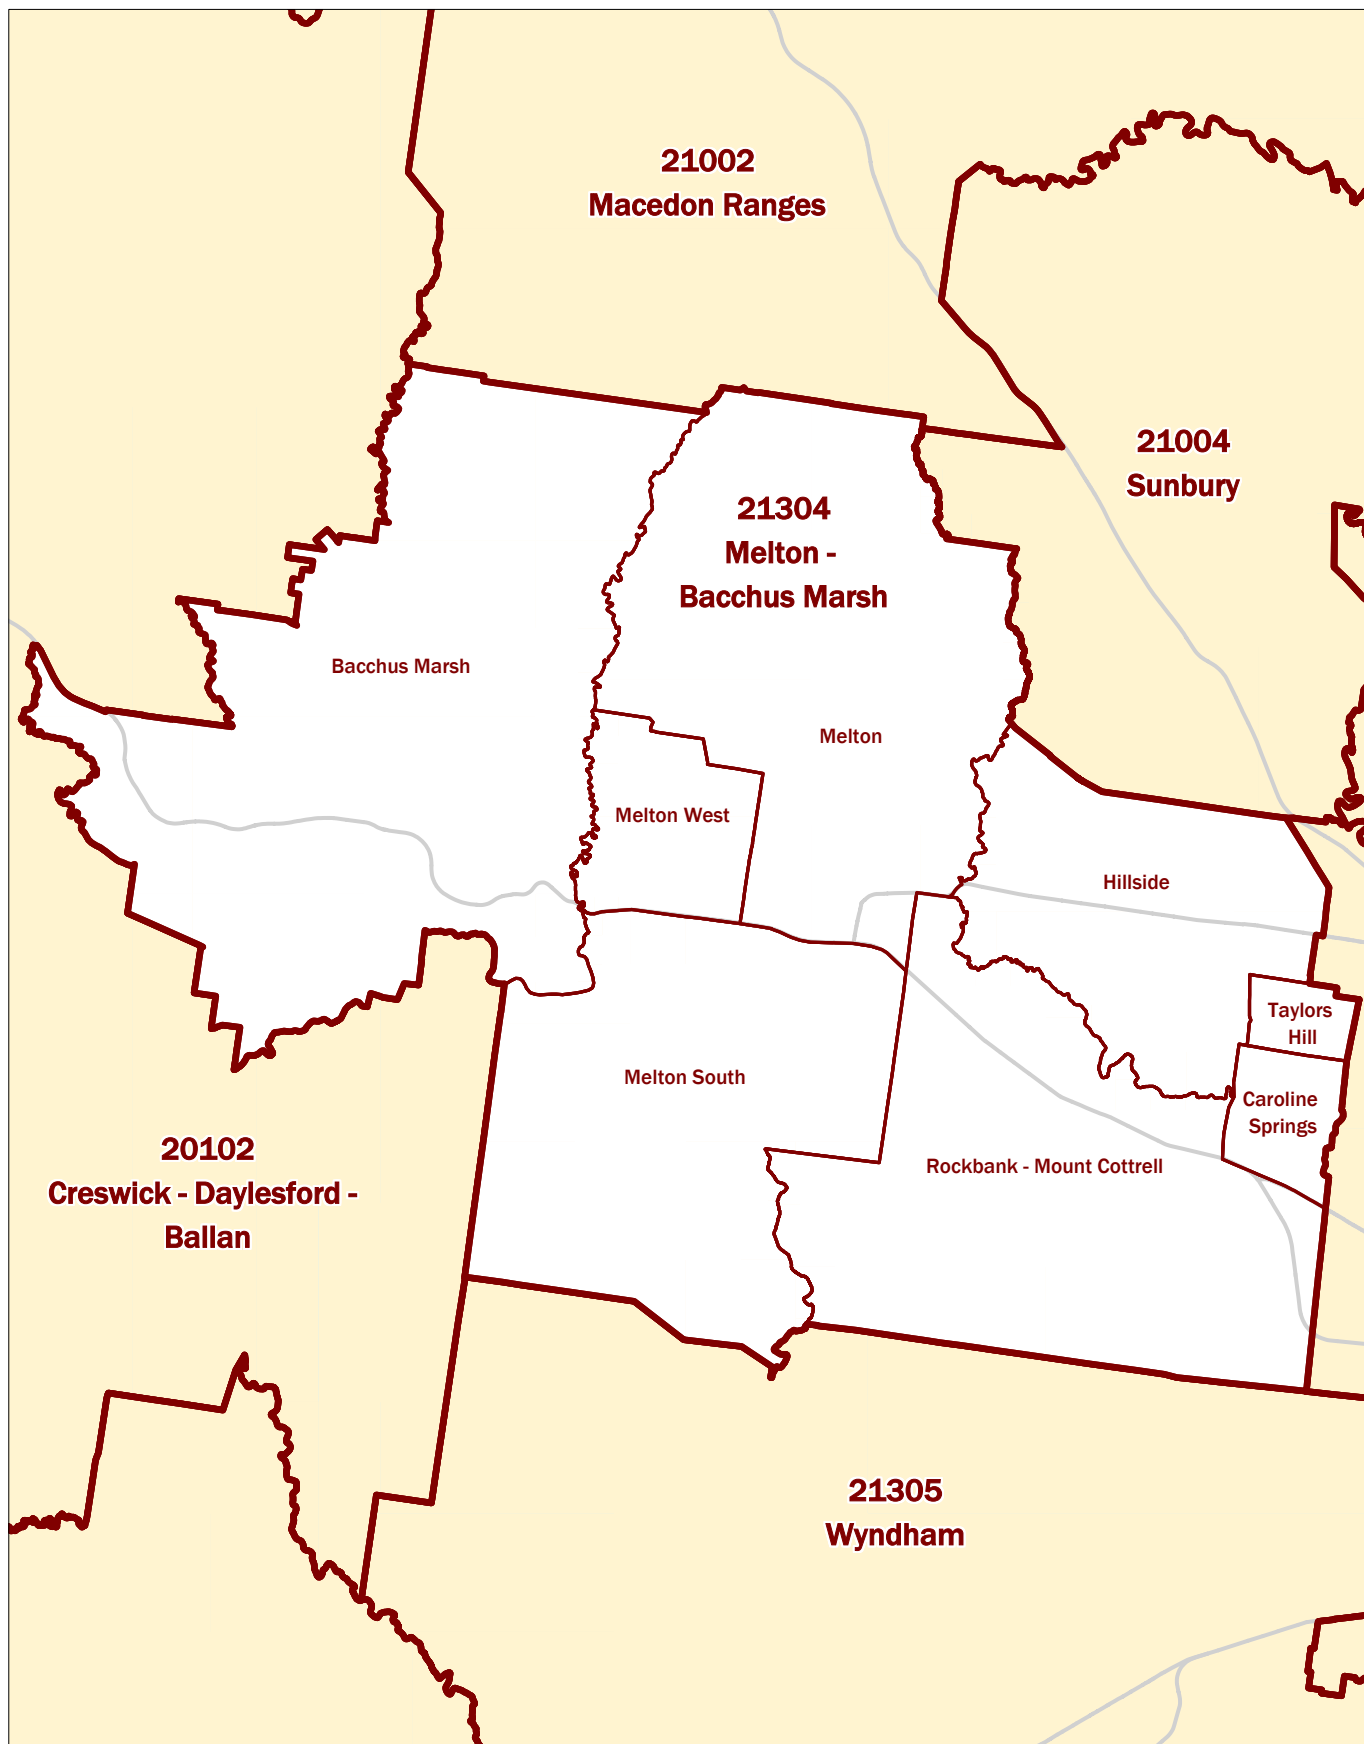 21002
Macedon Ranges
21004
Sunbury
21304
Melton -
Bacchus Marsh
Bacchus Marsh
Melton
Melton West
Hillside
Taylors
Hill
Melton South
Caroline
Springs
20102
Creswick - Daylesford -
Ballan
Rockbank - Mount Cottrell
21305
Wyndham